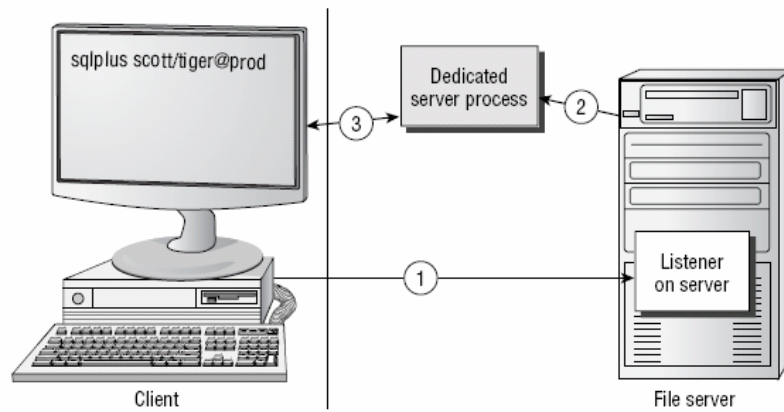 sqlplus scott/tiger@prod
Dedicated
server process
2
3
1
Listener
on server
Client
File server